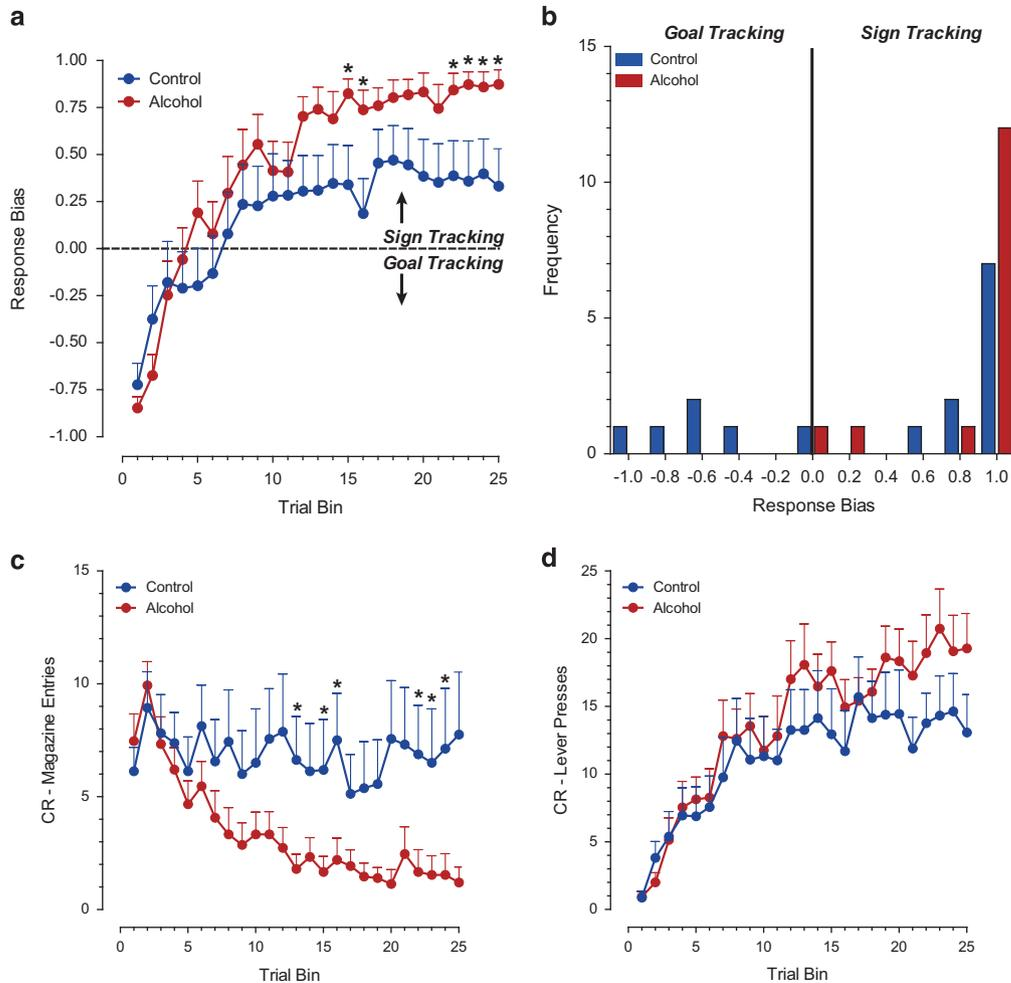 a
1.00
0.75
0.50
0.25
0.00
-0.25
-0.50
-0.75
-1.00
Response Bias
Control
Alcohol
* * * * * *
Sign Tracking
Goal Tracking
0 5 10 15 20 25
Trial Bin
b
Goal Tracking Sign Tracking
15
10
5
0
Frequency
Control
Alcohol
-1.0 -0.8 -0.6 -0.4 -0.2 0.0 0.2 0.4 0.6 0.8 1.0
Response Bias
c
15
10
5
0
CR - Magazine Entries
Control
Alcohol
* * * * * *
0 5 10 15 20 25
Trial Bin
d
25
20
15
10
5
0
CR - Lever Presses
Control
Alcohol
0 5 10 15 20 25
Trial Bin